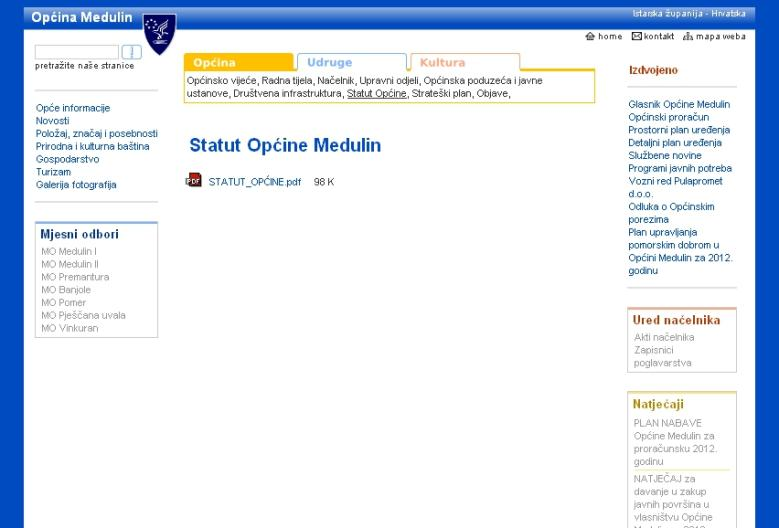 Općina Medulin
Istarska županija - Hrvatska
home kontakt mapa weba
pretražite naše stranice
Opće informacije
Novosti
Položaj, značaj i posebnosti
Prirodna i kulturna baština
Gospodarstvo
Turizam
Galerija fotografija
Mjesni odbori
MO Medulin I
MO Medulin II
MO Premantura
MO Banjole
MO Pomer
MO Pješčana uvala
MO Vinkuran
Općina Udruge Kultura
Općinsko vijeće, Radna tijela, Načelnik, Upravni odjeli, Općinska poduzeća i javne
ustanove, Društvena infrastruktura, Statut Općine, Strateški plan, Objave,
Statut Općine Medulin
PDF STATUT_OPĆINE.pdf 98 K
Izdvojeno
Glasnik Općine Medulin
Općinski proračun
Prostorni plan uređenja
Detaljni plan uređenja
Službene novine
Programi javnih potreba
Vozni red Pulapromet
d.o.o.
Odluka o Općinskim
porezima
Plan upravljanja
pomorskim dobrom u
Općini Medulin za 2012.
godinu
Ured načelnika
Akti načelnika
Zapisnici
poglavarstva
Natječaji
PLAN NABAVE
Općine Medulin za
proračunsku 2012.
godinu
NATJEČAJ za
davanje u zakup
javnih površina u
vlasništvu Općine